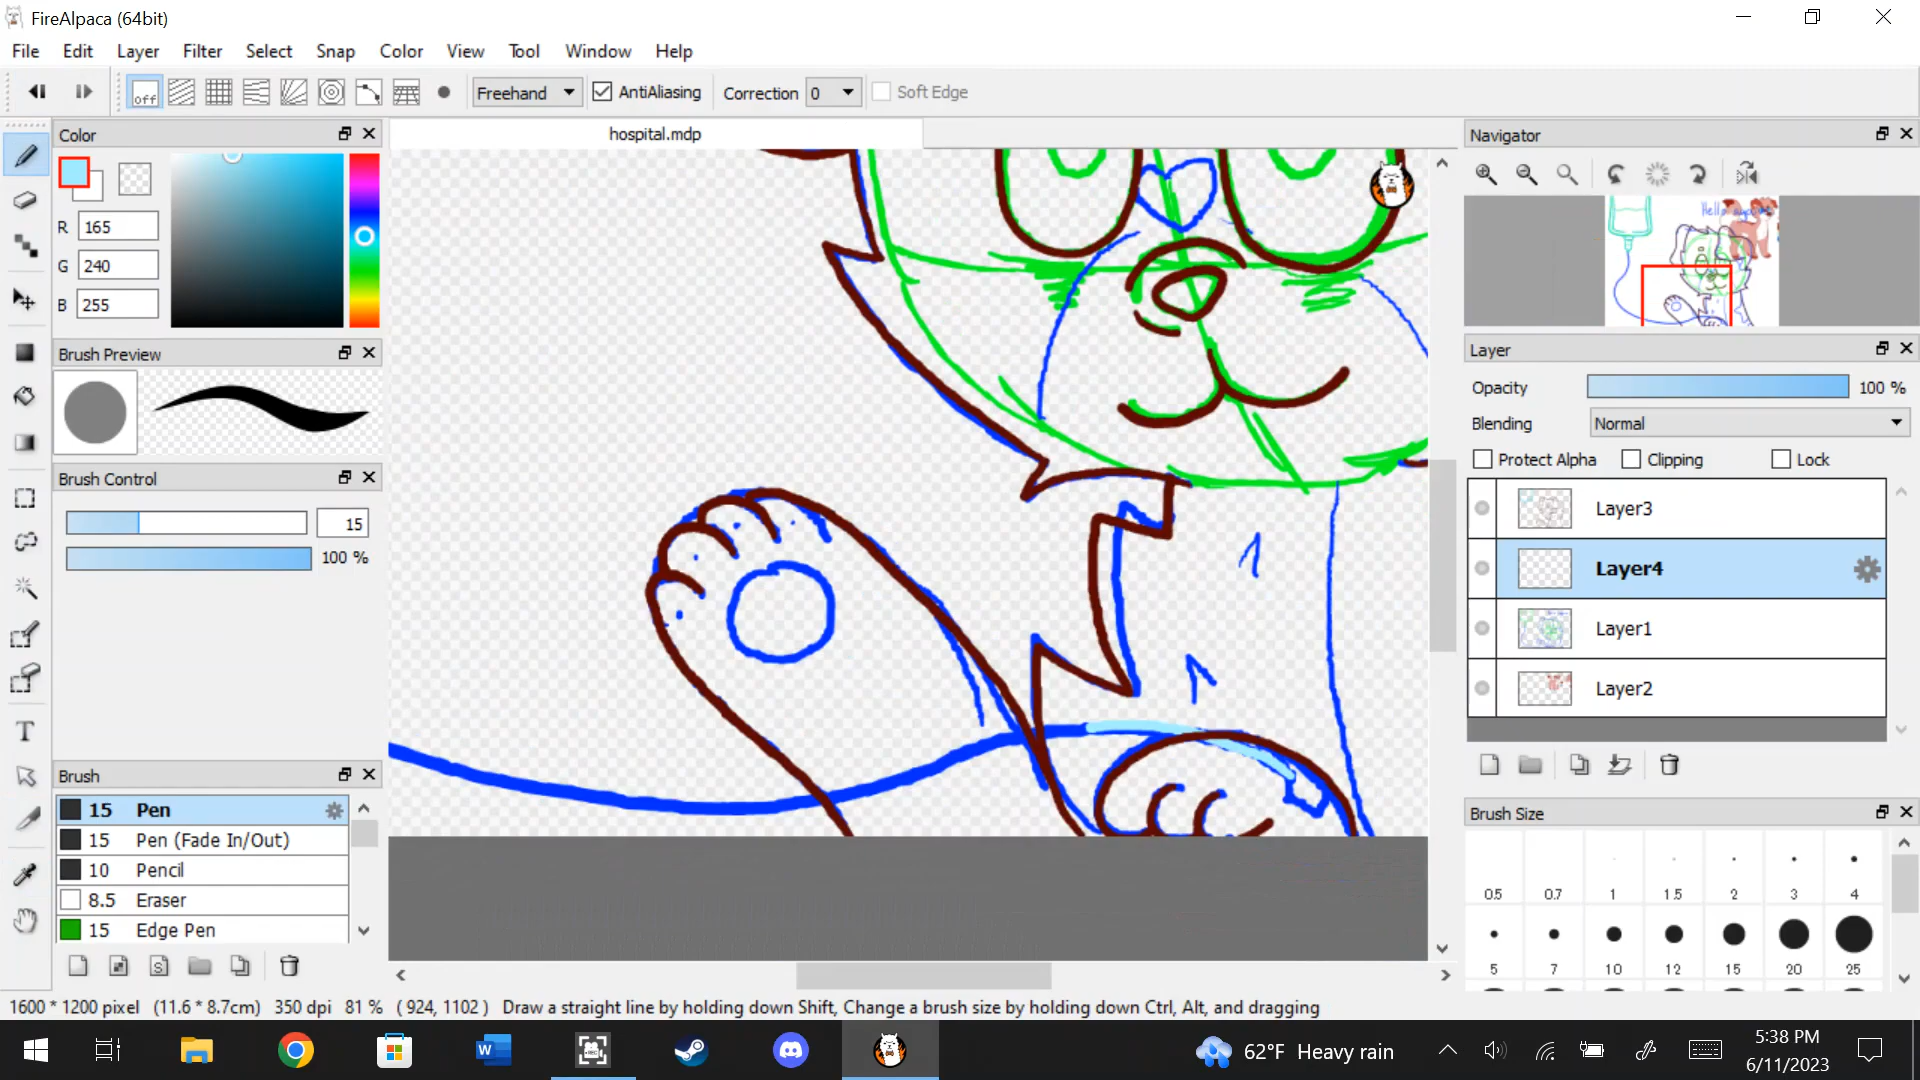 FireAlpaca (64bit)
File Edit Layer Filter Select Snap Color View Tool Window Help
off Freehand AntiAliasing Correction 0 Soft Edge
Color
hospital.mdp
Navigator
R 165
G 240
B 255
Hello
Brush Preview
Layer
Opacity 100 %
Blending Normal
Protect Alpha Clipping Lock
Brush Control
15
100 %
Layer3
Layer4
Layer1
Layer2
Brush
15 Pen
15 Pen (Fade In/Out)
10 Pencil
8.5 Eraser
15 Edge Pen
S
Brush Size
0.5 0.7 1 1.5 2 3 4
5 7 10 12 15 20 25
1600 * 1200 pixel (11.6 * 8.7cm) 350 dpi 81 % ( 924, 1102 ) Draw a straight line by holding down Shift, Change a brush size by holding down Ctrl, Alt, and dragging
62°F Heavy rain
5:38 PM
6/11/2023